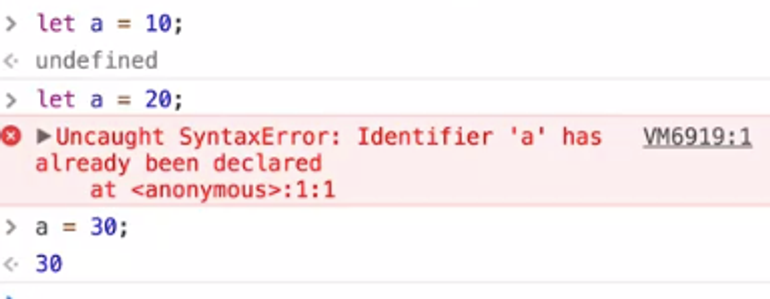 > let a = 10;
<· undefined
> let a = 20;
▶Uncaught SyntaxError: Identifier 'a' has VM6919:1
already been declared
at <anonymous>:1:1
> a = 30;
<· 30